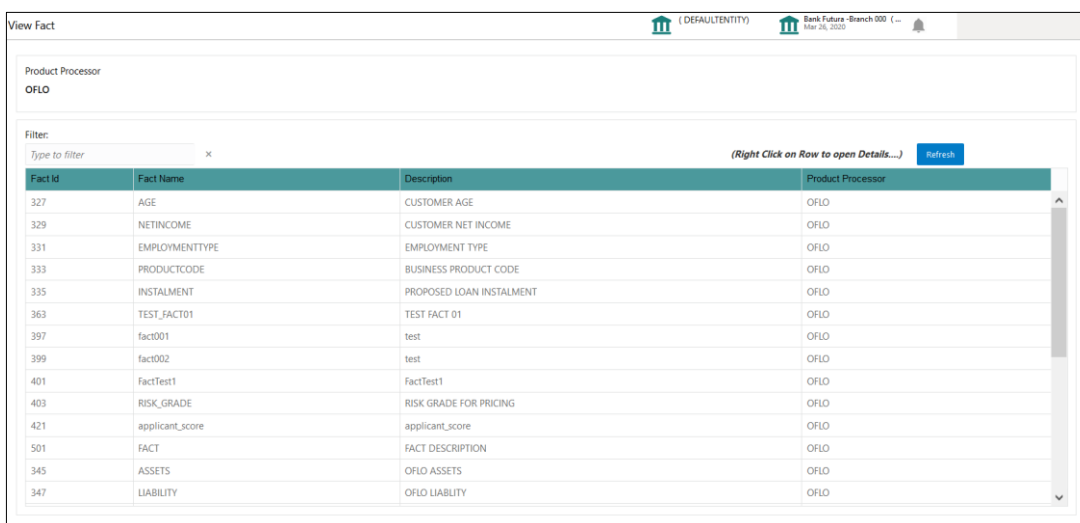 View Fact
( DEFAULTENTITY)
Bank Futura -Branch 000 ( ...
Mar 26, 2020
Product Processor
OFLO
Filter:
Type to filter ×
(Right Click on Row to open Details....) Refresh
Fact Id Fact Name Description Product Processor
327 AGE CUSTOMER AGE OFLO
329 NETINCOME CUSTOMER NET INCOME OFLO
331 EMPLOYMENTTYPE EMPLOYMENT TYPE OFLO
333 PRODUCTCODE BUSINESS PRODUCT CODE OFLO
335 INSTALMENT PROPOSED LOAN INSTALMENT OFLO
363 TEST_FACT01 TEST FACT 01 OFLO
397 fact001 test OFLO
399 fact002 test OFLO
401 FactTest1 FactTest1 OFLO
403 RISK_GRADE RISK GRADE FOR PRICING OFLO
421 applicant_score applicant_score OFLO
501 FACT FACT DESCRIPTION OFLO
345 ASSETS OFLO ASSETS OFLO
347 LIABILITY OFLO LIABLITY OFLO